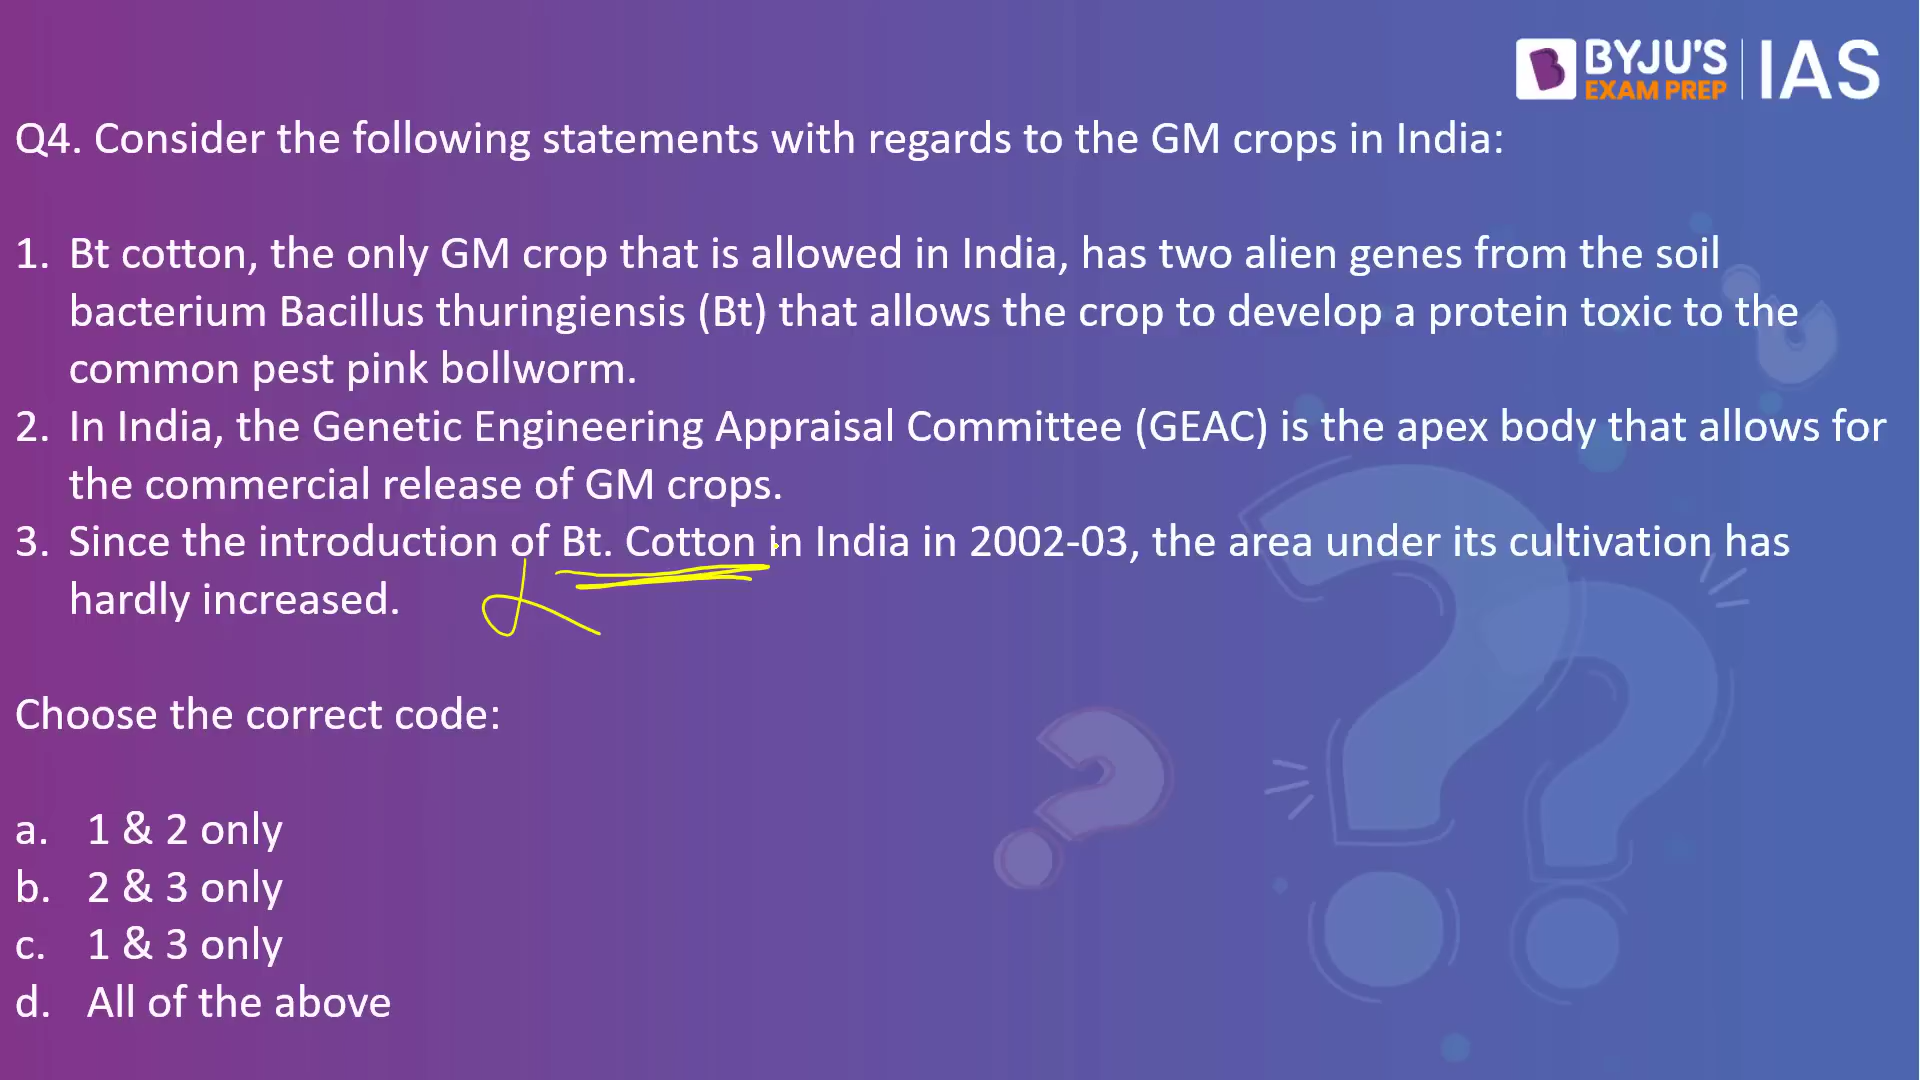 BYJU'S
EXAM PREP
IAS
Q4. Consider the following statements with regards to the GM crops in India:
1. Bt cotton, the only GM crop that is allowed in India, has two alien genes from the soil
bacterium Bacillus thuringiensis (Bt) that allows the crop to develop a protein toxic to the
common pest pink bollworm.
2. In India, the Genetic Engineering Appraisal Committee (GEAC) is the apex body that allows for
the commercial release of GM crops.
3. Since the introduction of Bt. Cotton in India in 2002-03, the area under its cultivation has
hardly increased.
Choose the correct code:
a. 1 & 2 only
b. 2 & 3 only
c. 1 & 3 only
d. All of the above